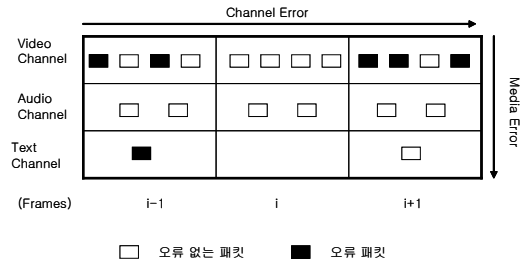 Channel Error
Video
Channel
Audio
Channel
Text
Channel
Media Error
(Frames)
i-1
i
i+1
오류 없는 패킷
오류 패킷